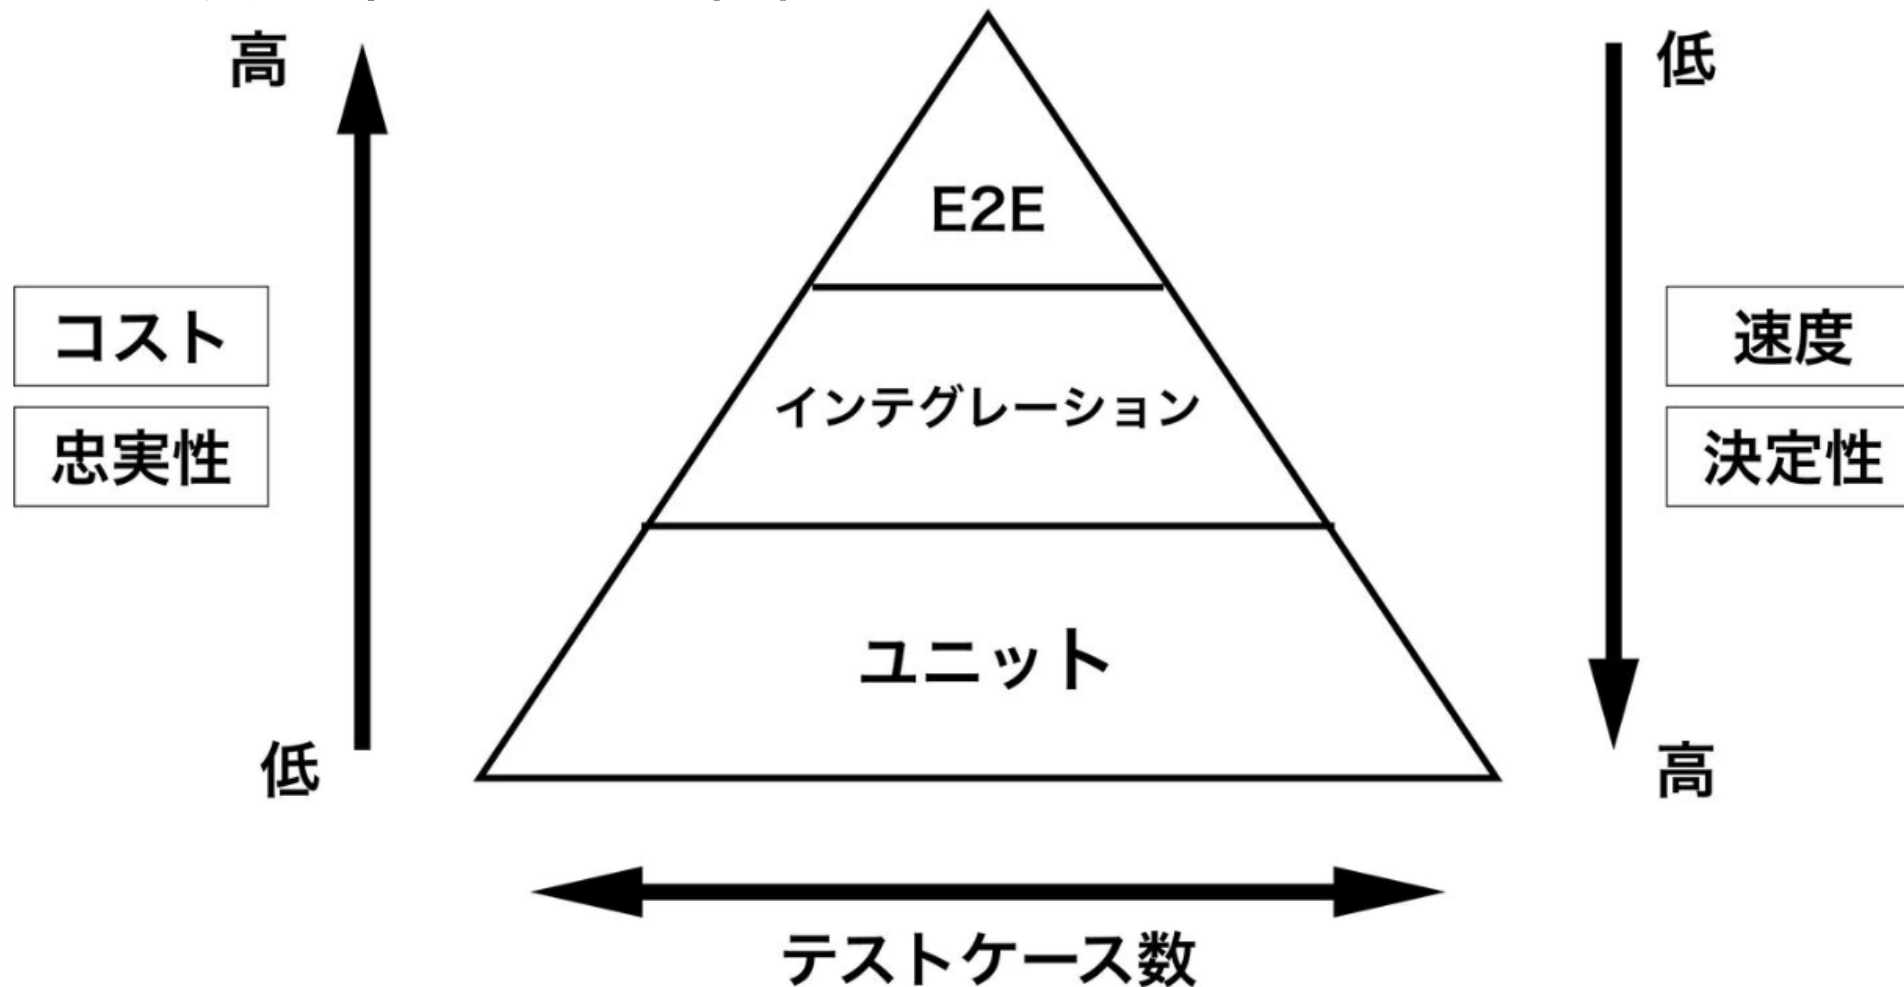 高
低
E2E
コスト
速度
インテグレーション
忠実性
決定性
ユニット
低
高
テストケース数